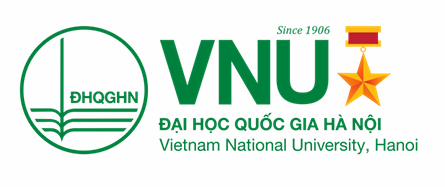 Since 1906
ĐHQGHN
VNU
ĐẠI HỌC QUỐC GIA HÀ NỘI
Vietnam National University, Hanoi